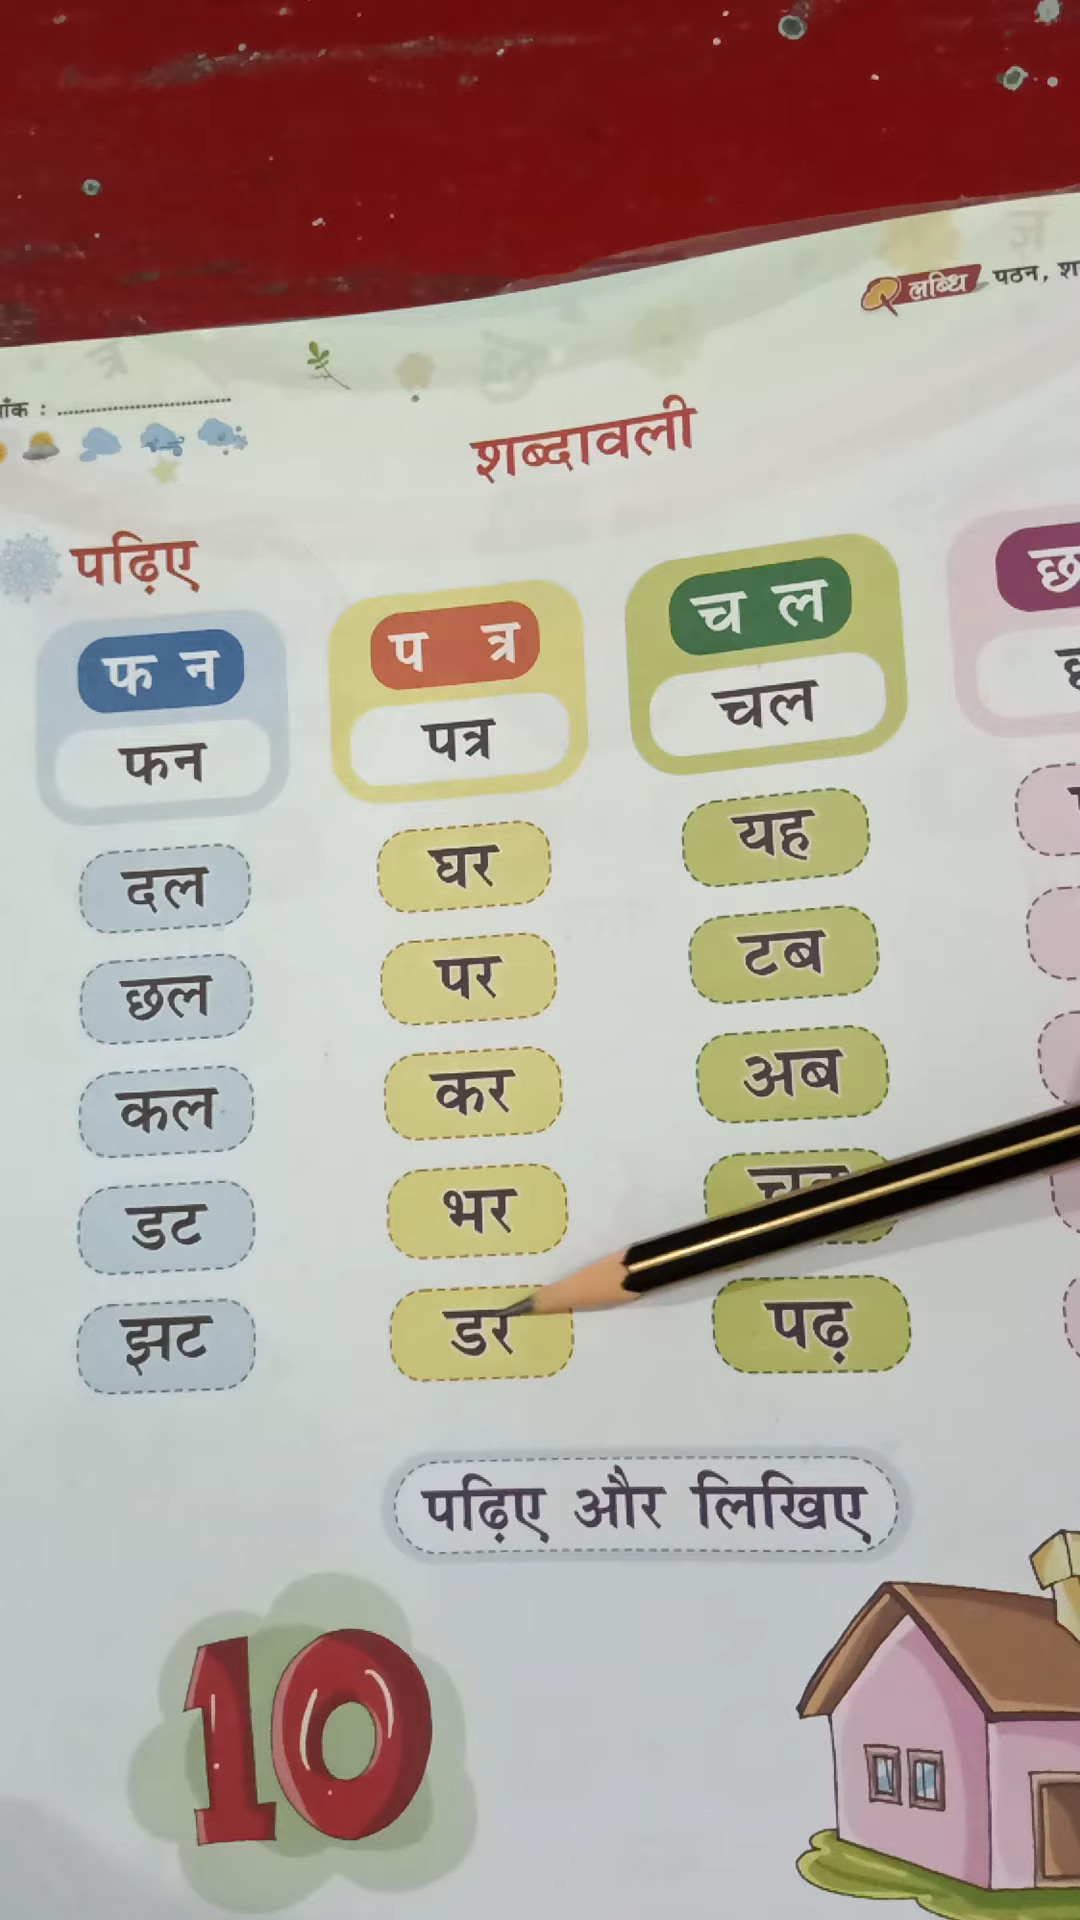 लब्धि पठन,
शब्दावली
पढ़िए
फ न प त्र च ल छ
फन पत्र चल
दल घर यह
छल पर टब
कल कर अब
डट भर
झट डर पढ़
पढ़िए और लिखिए
10